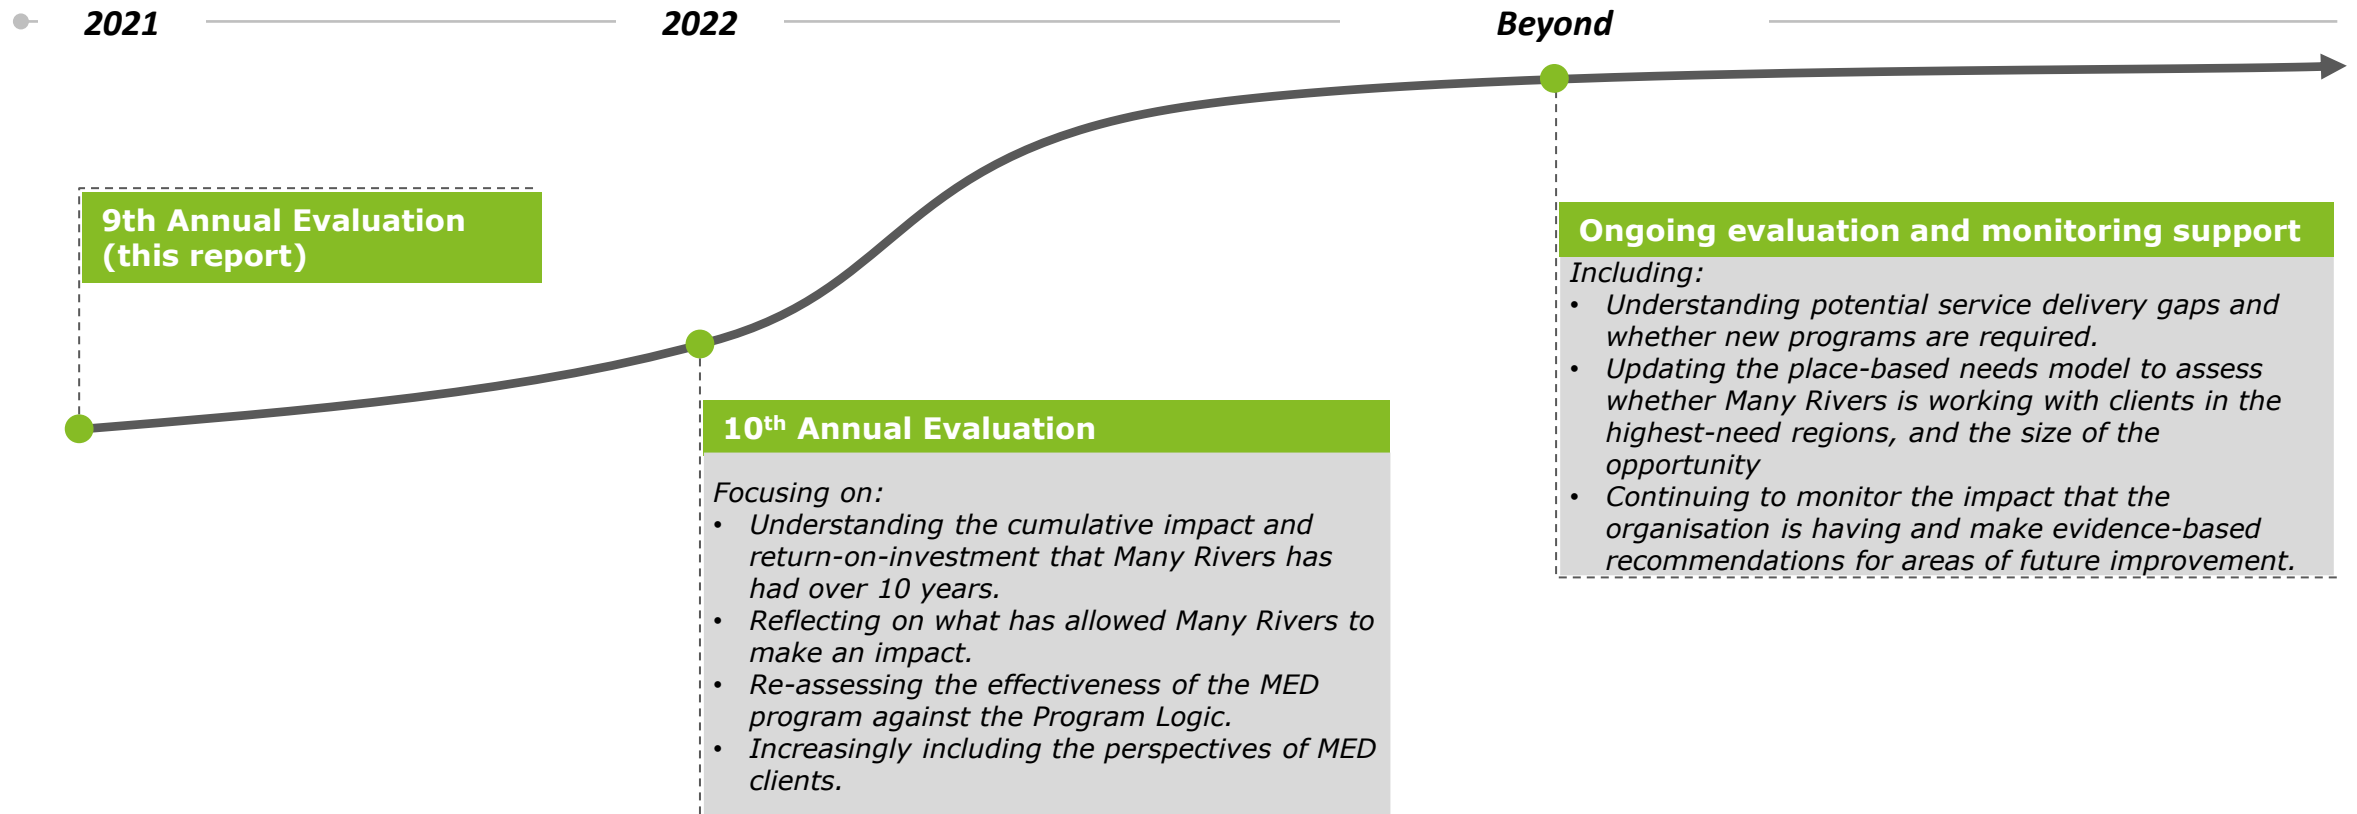 2021
2022
Beyond
9th Annual Evaluation
(this report)
10th Annual Evaluation
Focusing on:
• Understanding the cumulative impact and
return-on-investment that Many Rivers has
had over 10 years.
• Reflecting on what has allowed Many Rivers to
make an impact.
• Re-assessing the effectiveness of the MED
program against the Program Logic.
• Increasingly including the perspectives of MED
clients.
Ongoing evaluation and monitoring support
Including:
• Understanding potential service delivery gaps and
whether new programs are required.
• Updating the place-based needs model to assess
whether Many Rivers is working with clients in the
highest-need regions, and the size of the
opportunity
• Continuing to monitor the impact that the
organisation is having and make evidence-based
recommendations for areas of future improvement.